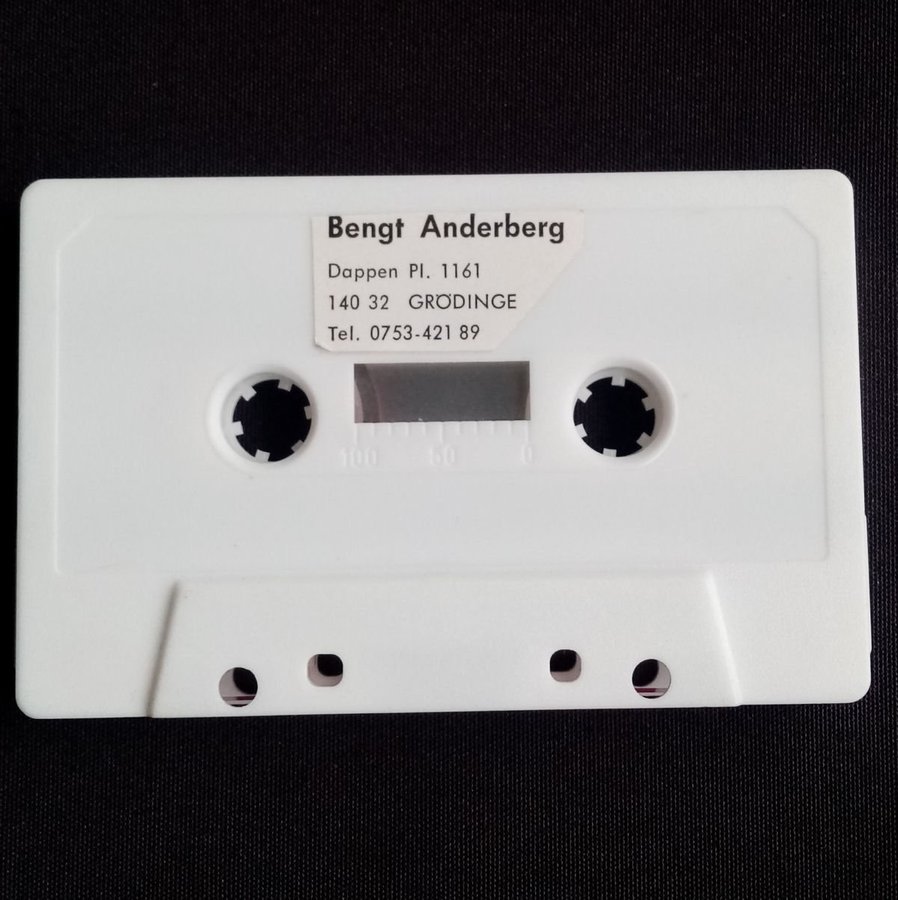 Bengt Anderberg
Dappen Pl. 1161
140 32 GRÖDINGE
Tel. 0753-421 89
100 50 0